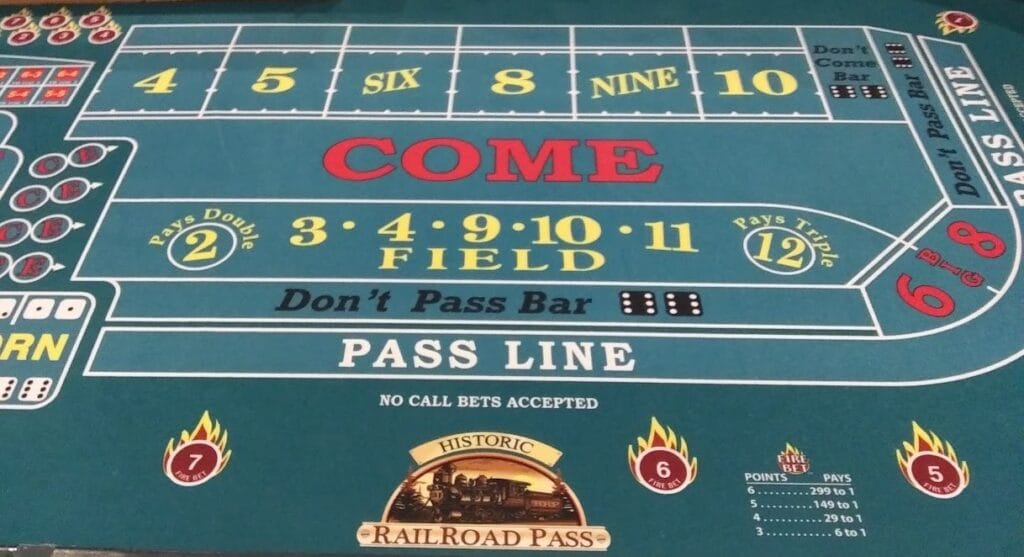 4 5 SIX 8 NINE 10
Don't
Come
Bar
Don't Pass Bar
PASS LINE
COME
Pays Double
2
3 • 4 • 9 • 10 • 11
FIELD
Pays Triple
12
6 8
BIG
Don't Pass Bar
PASS LINE
NO CALL BETS ACCEPTED
C E
C E
C E
E
RN
7
FIRE BET
HISTORIC
RAILROAD PASS
6
FIRE BET
FIRE
BET
POINTS PAYS
6..........299 to 1
5..........149 to 1
4..........29 to 1
3..........6 to 1
5
FIRE BET